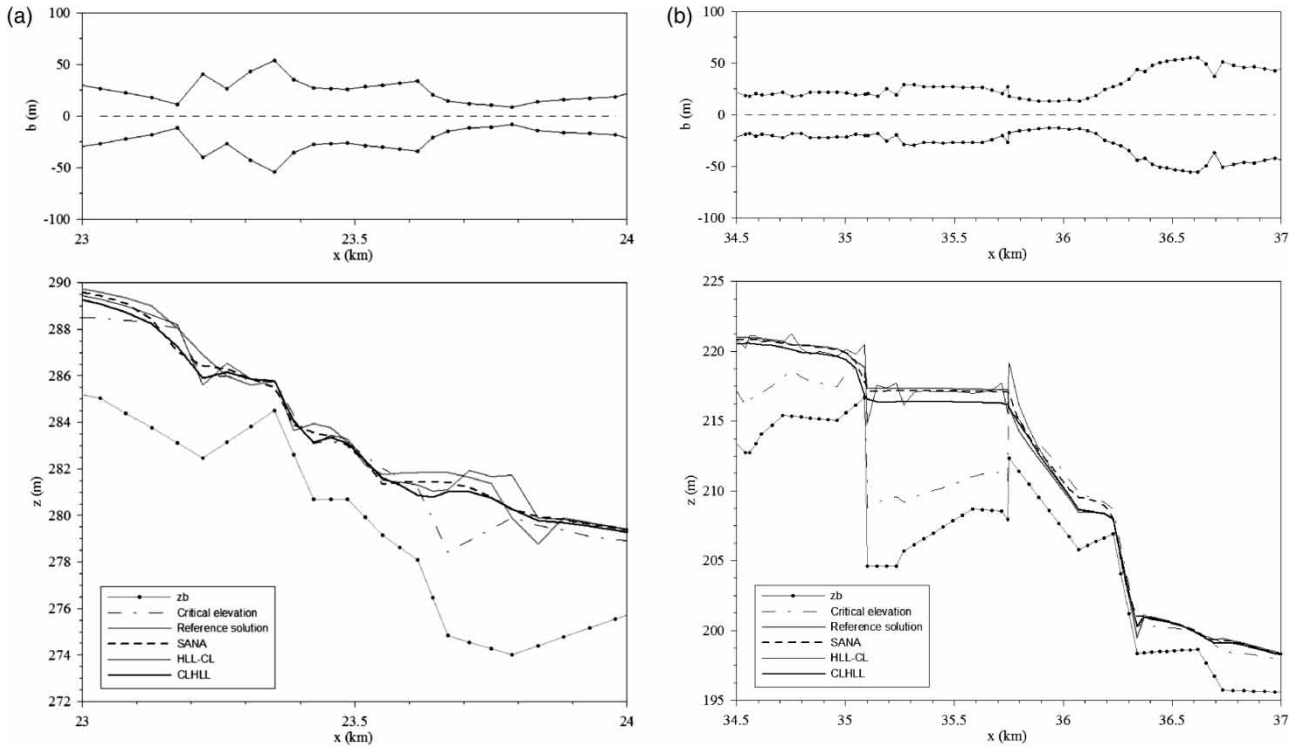 (a)
100
50
0
-50
-100
b (m)
23
23.5
24
x (km)
(b)
100
50
0
-50
-100
b (m)
34.5
35
35.5
36
36.5
37
x (km)
290
288
286
284
282
280
278
276
274
272
z (m)
zb
Critical elevation
Reference solution
SANA
HLL-CL
CLHLL
23
23.5
24
x (km)
225
220
215
210
205
200
195
z (m)
zb
Critical elevation
Reference solution
SANA
HLL-CL
CLHLL
34.5
35
35.5
36
36.5
37
x (km)